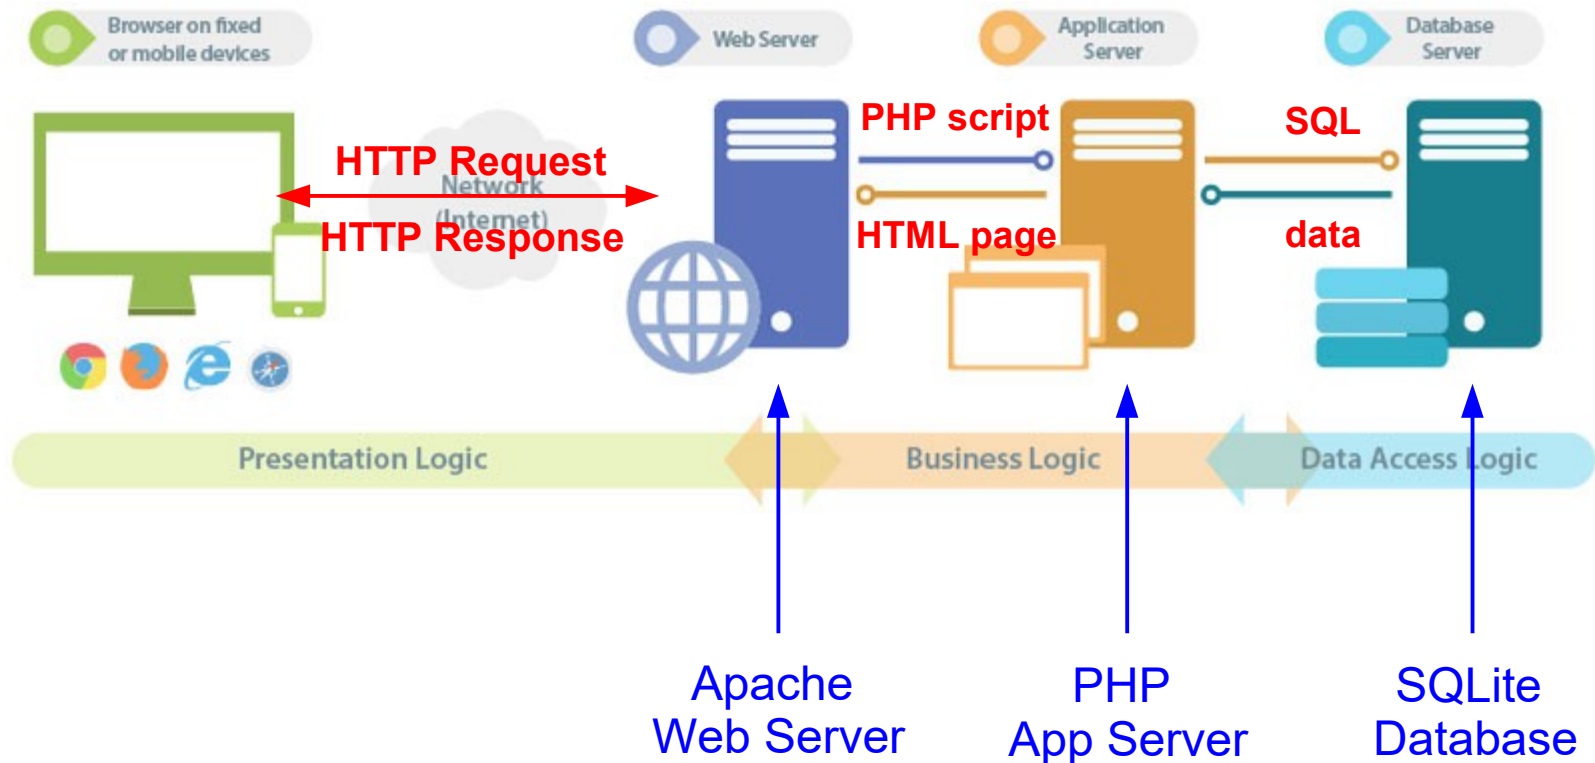 Browser on fixed
or mobile devices
Web Server
Application
Server
Database
Server
HTTP Request
Network
(Internet)
HTTP Response
PHP script
HTML page
SQL
data
Presentation Logic
Business Logic
Data Access Logic
Apache
Web Server
PHP
App Server
SQLite
Database